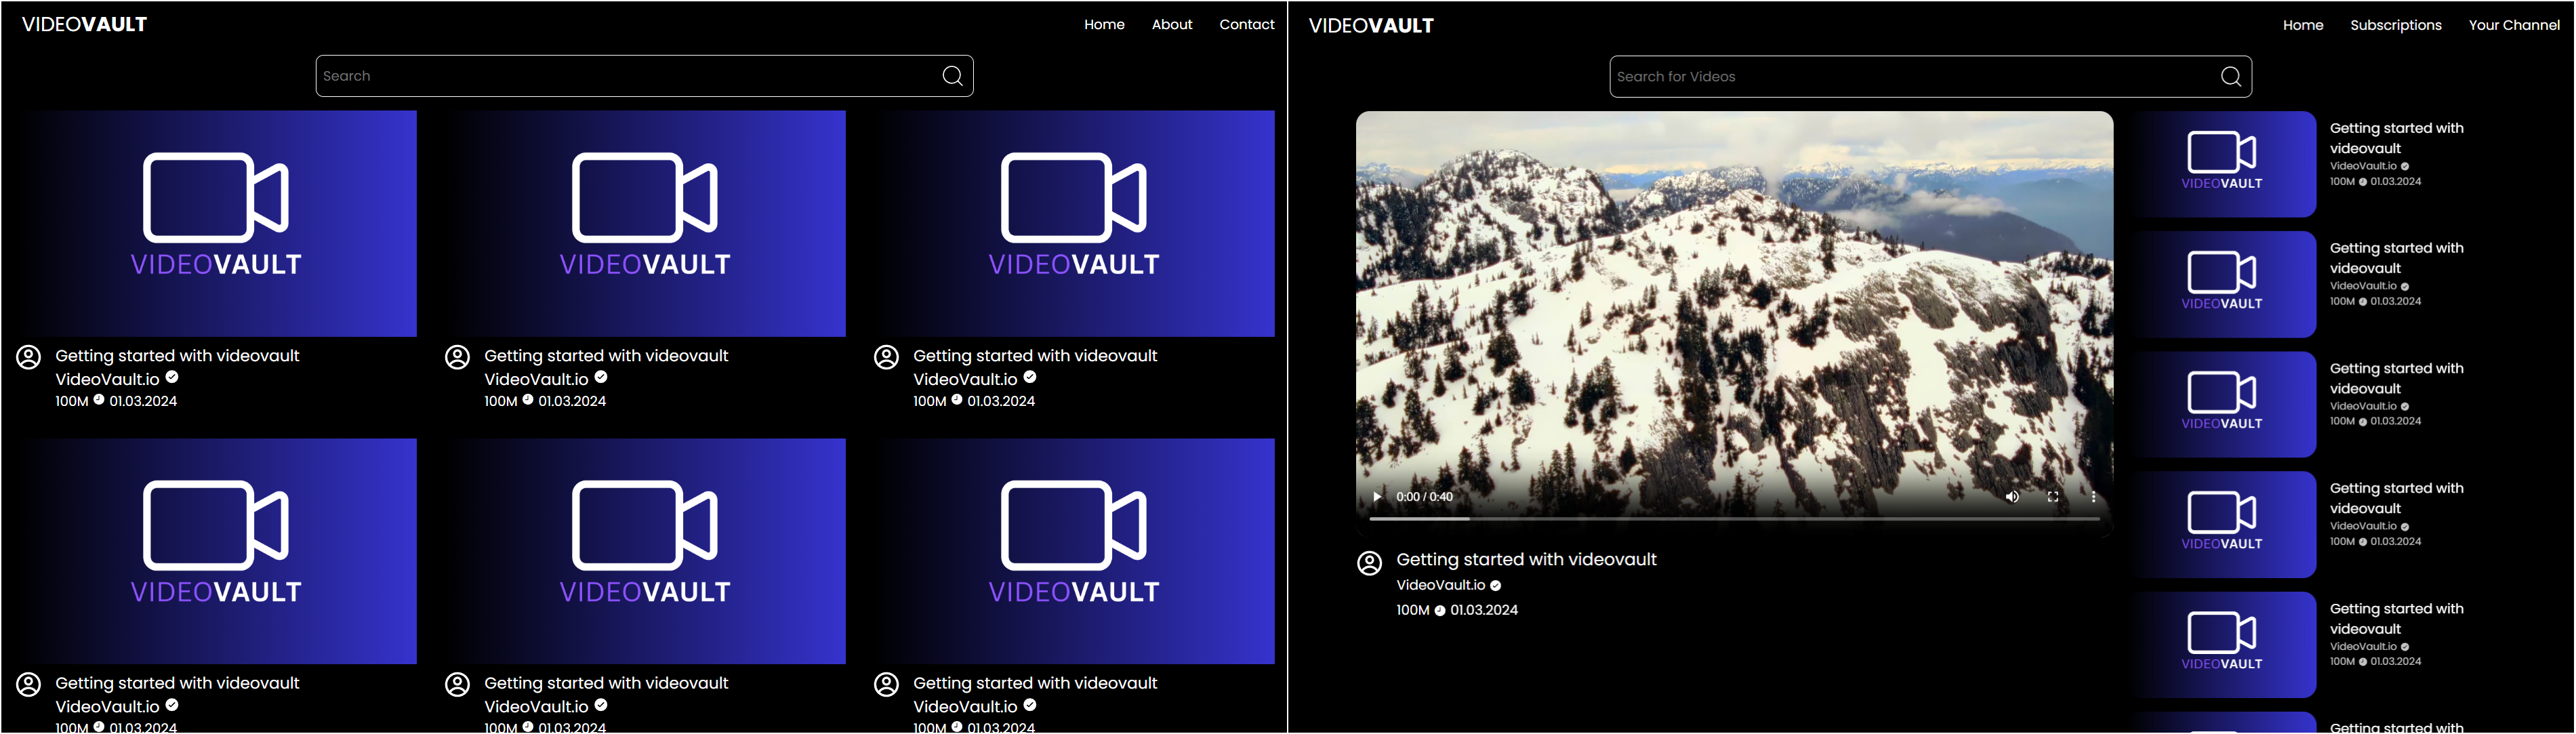 VIDEOVAULT
Home About Contact
Search
VIDEOVAULT VIDEOVAULT VIDEOVAULT
Getting started with videovault Getting started with videovault Getting started with videovault
VideoVault.io VideoVault.io VideoVault.io
100M 01.03.2024 100M 01.03.2024 100M 01.03.2024
VIDEOVAULT VIDEOVAULT VIDEOVAULT
Getting started with videovault Getting started with videovault Getting started with videovault
VideoVault.io VideoVault.io VideoVault.io
100M 01.03.2024 100M 01.03.2024 100M 01.03.2024
VIDEOVAULT
Home Subscriptions Your Channel
Search for Videos
0:00 / 0:40
Getting started with videovault
VideoVault.io
100M 01.03.2024
VIDEOVAULT
Getting started with
videovault
VideoVault.io
100M 01.03.2024
VIDEOVAULT
Getting started with
videovault
VideoVault.io
100M 01.03.2024
VIDEOVAULT
Getting started with
videovault
VideoVault.io
100M 01.03.2024
VIDEOVAULT
Getting started with
videovault
VideoVault.io
100M 01.03.2024
VIDEOVAULT
Getting started with
videovault
VideoVault.io
100M 01.03.2024
Getting started with